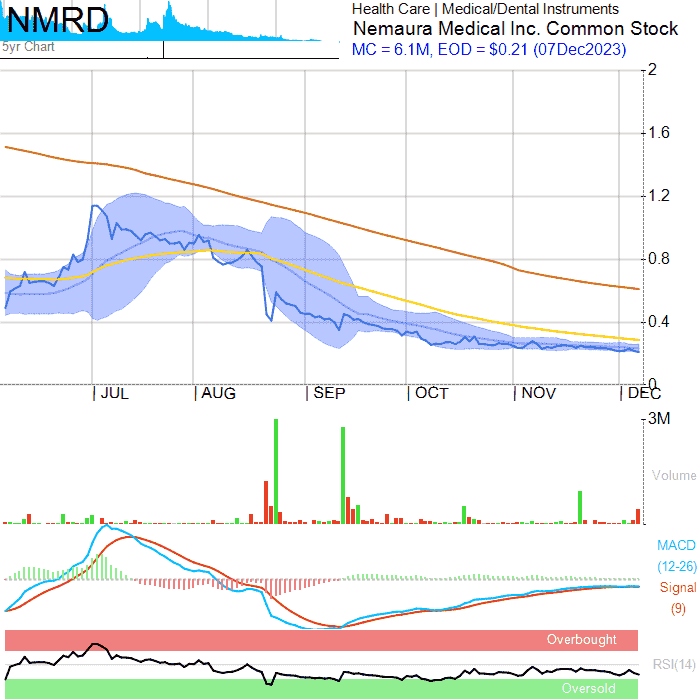 NMRD
Health Care | Medical/Dental Instruments
Nemaura Medical Inc. Common Stock
5yr Chart
MC = 6.1M, EOD = $0.21 (07Dec2023)
2
1.6
1.2
0.8
0.4
0
JUL AUG SEP OCT NOV DEC
3M
Volume
MACD
(12-26)
Signal
(9)
Overbought
RSI(14)
Oversold